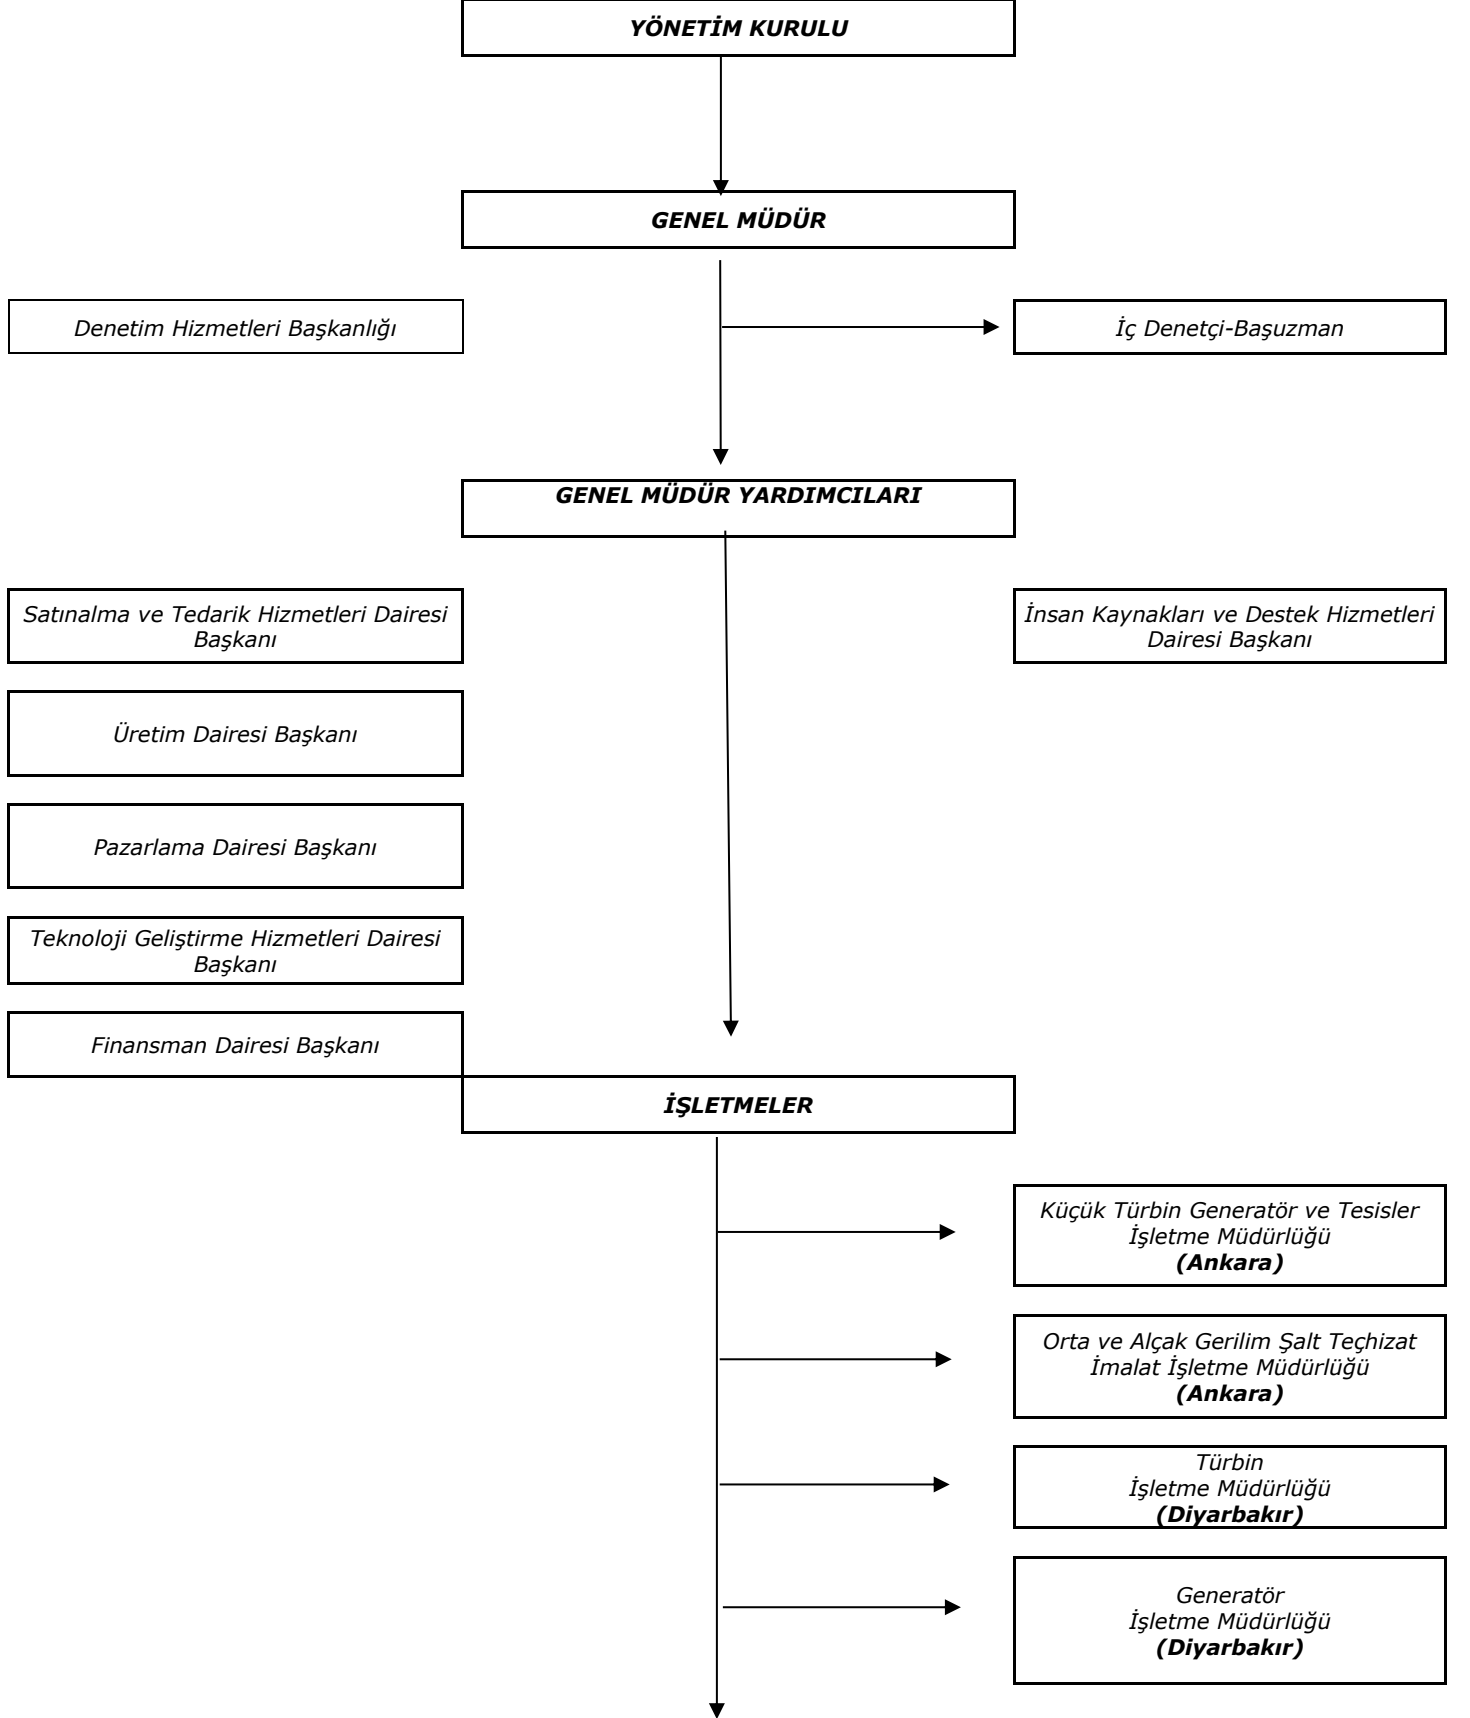 YÖNETİM KURULU
GENEL MÜDÜR
Denetim Hizmetleri Başkanlığı
İç Denetçi-Başuzman
GENEL MÜDÜR YARDIMCILARI
Satınalma ve Tedarik Hizmetleri Dairesi
Başkanı
İnsan Kaynakları ve Destek Hizmetleri
Dairesi Başkanı
Üretim Dairesi Başkanı
Pazarlama Dairesi Başkanı
Teknoloji Geliştirme Hizmetleri Dairesi
Başkanı
Finansman Dairesi Başkanı
İŞLETMELER
Küçük Türbin Generatör ve Tesisler
İşletme Müdürlüğü
(Ankara)
Orta ve Alçak Gerilim Şalt Teçhizat
İmalat İşletme Müdürlüğü
(Ankara)
Türbin
İşletme Müdürlüğü
(Diyarbakır)
Generatör
İşletme Müdürlüğü
(Diyarbakır)